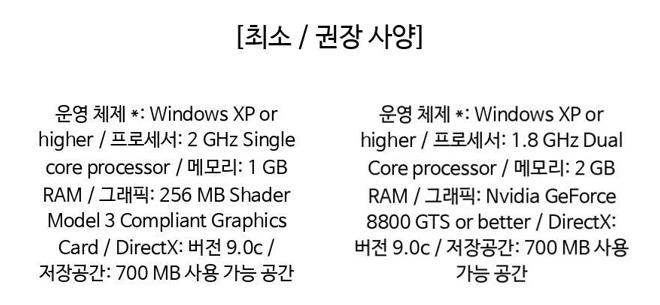 [최소 / 권장 사양]
운영 체제 *: Windows XP or
higher / 프로세서: 2 GHz Single
core processor / 메모리: 1 GB
RAM / 그래픽: 256 MB Shader
Model 3 Compliant Graphics
Card / DirectX: 버전 9.0c /
저장공간: 700 MB 사용 가능 공간
운영 체제 *: Windows XP or
higher / 프로세서: 1.8 GHz Dual
Core processor / 메모리: 2 GB
RAM / 그래픽: Nvidia GeForce
8800 GTS or better / DirectX:
버전 9.0c / 저장공간: 700 MB 사용
가능 공간